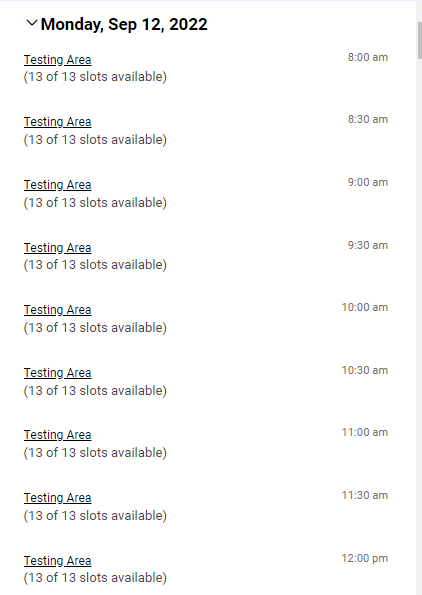 Monday, Sep 12, 2022
Testing Area 8:00 am
(13 of 13 slots available)
Testing Area 8:30 am
(13 of 13 slots available)
Testing Area 9:00 am
(13 of 13 slots available)
Testing Area 9:30 am
(13 of 13 slots available)
Testing Area 10:00 am
(13 of 13 slots available)
Testing Area 10:30 am
(13 of 13 slots available)
Testing Area 11:00 am
(13 of 13 slots available)
Testing Area 11:30 am
(13 of 13 slots available)
Testing Area 12:00 pm
(13 of 13 slots available)